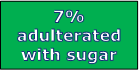 7%
adulterated
with sugar